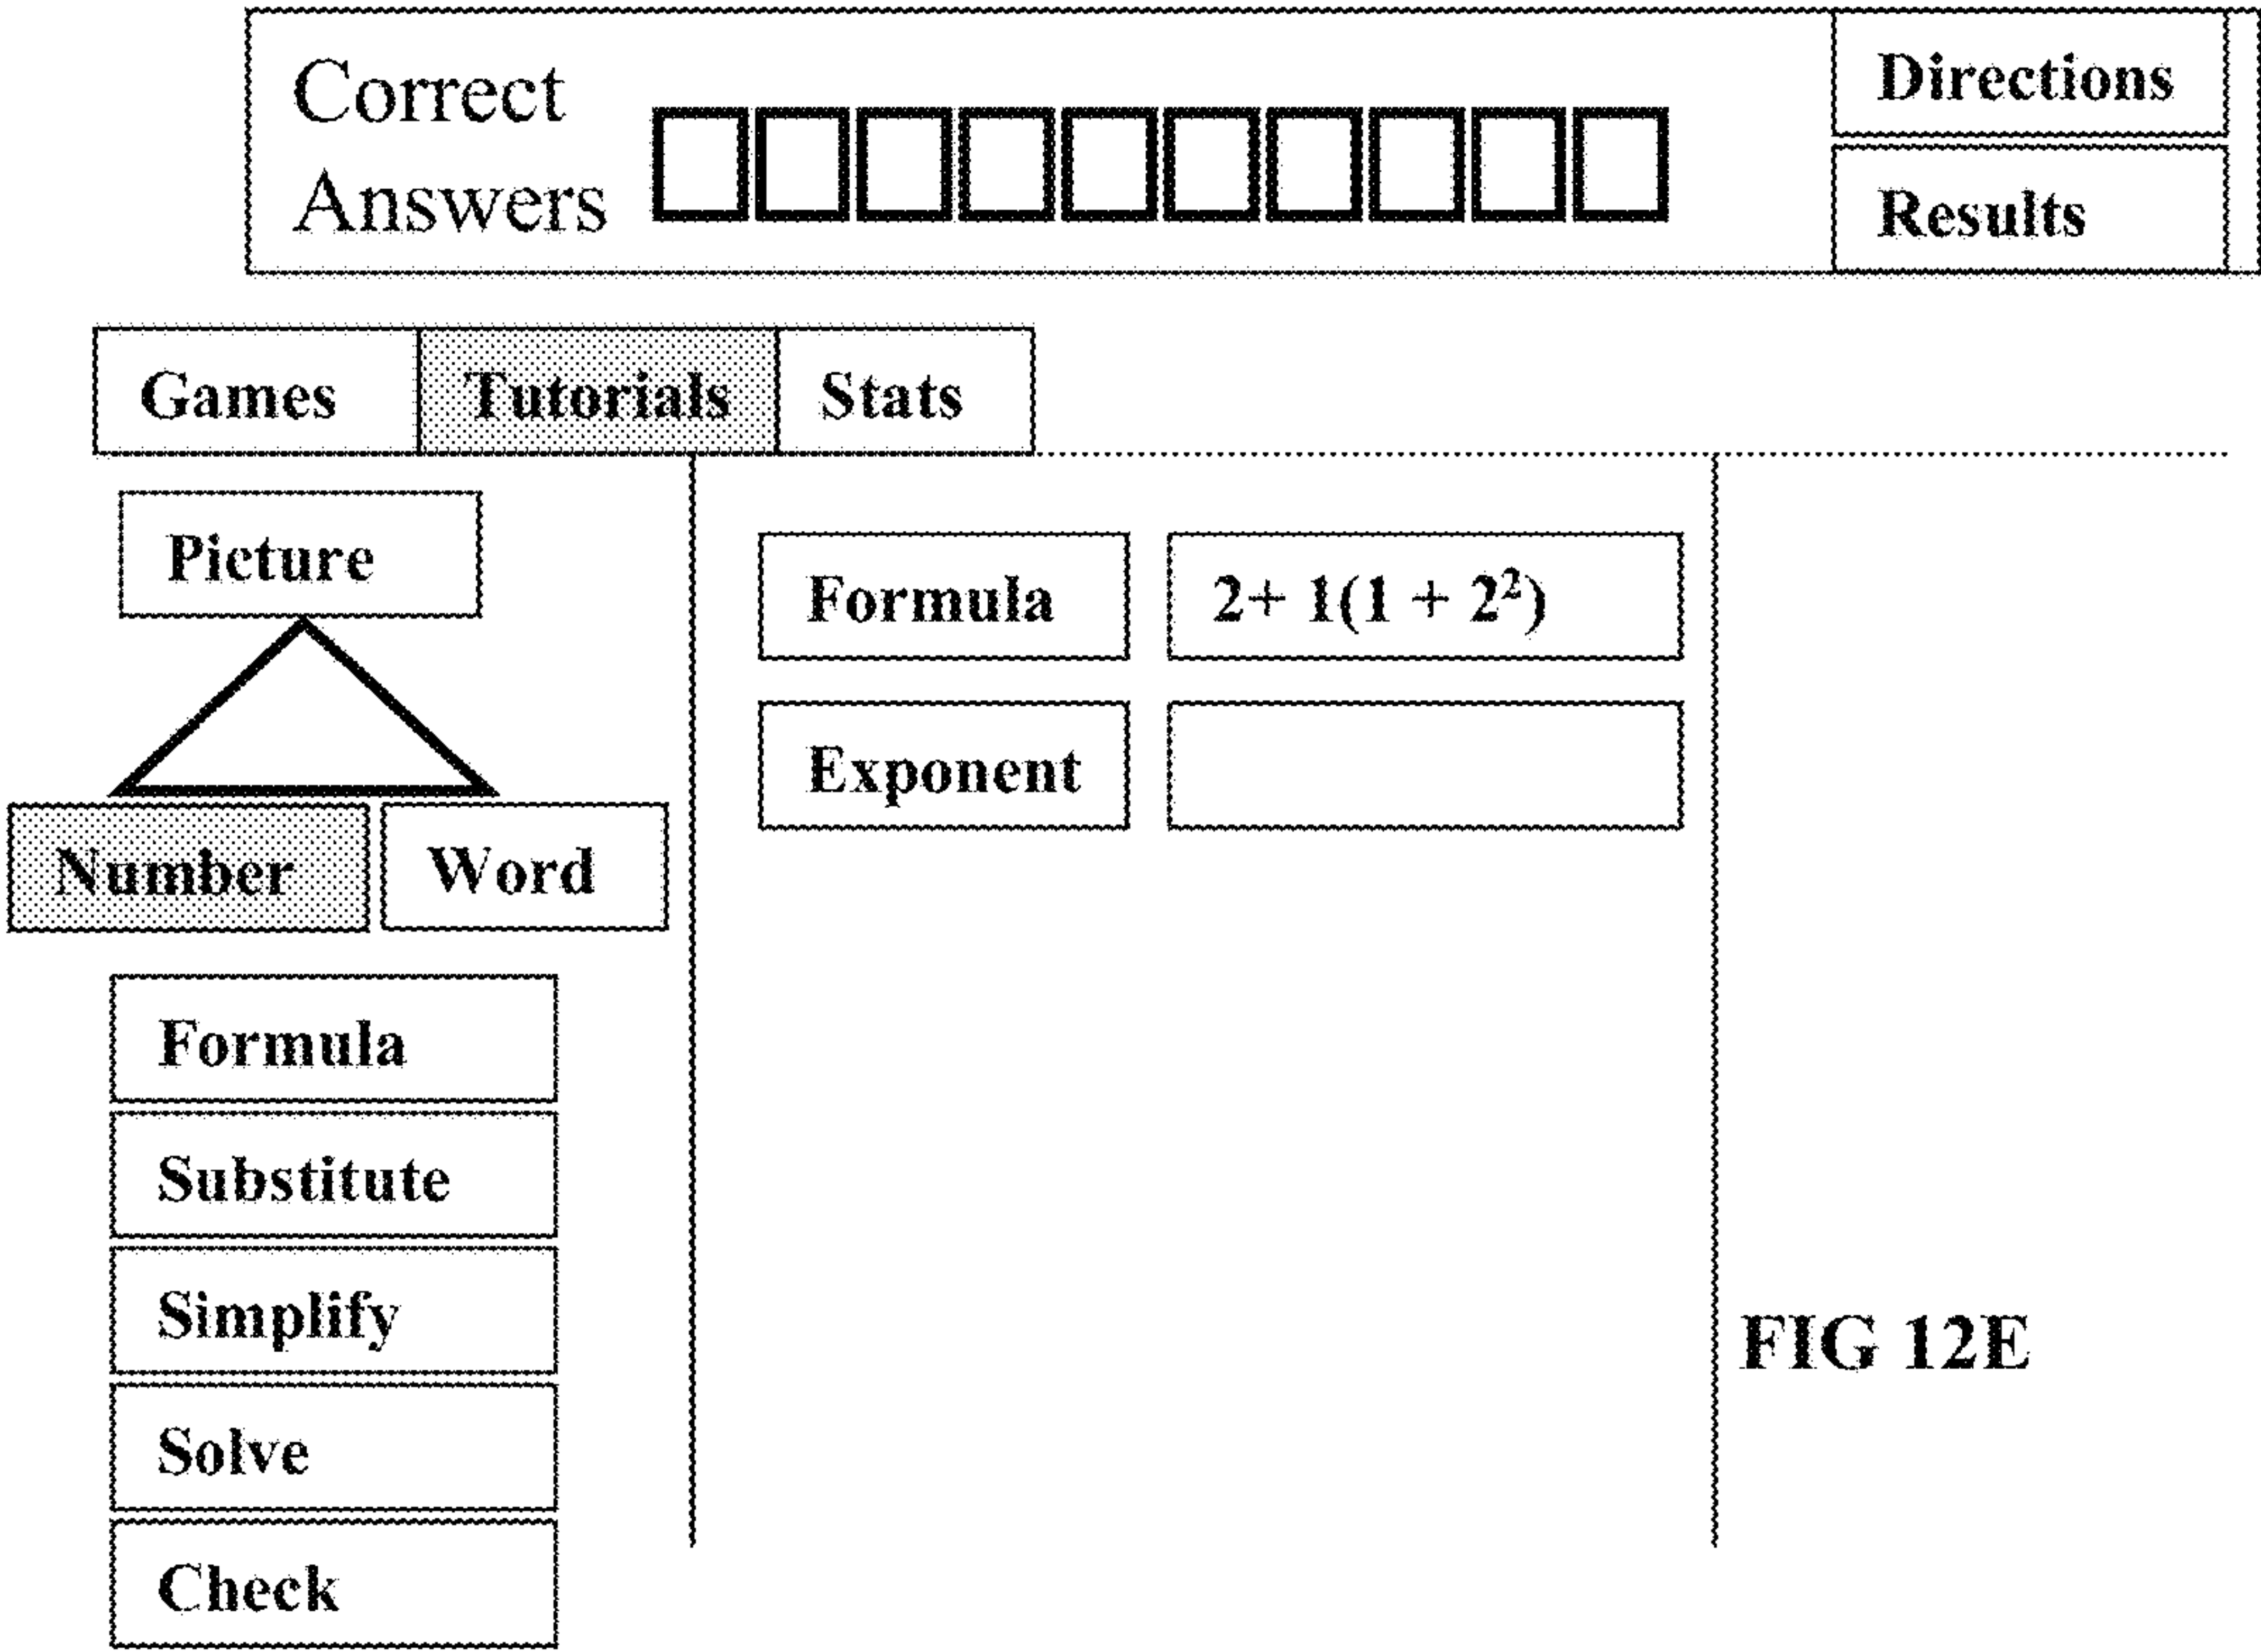 Correct
Answers
Directions
Results
Games Tutorials Stats
Picture
Number Word
Formula
Substitute
Simplify
Solve
Check
Formula 2+ 1(1 + 2²)
Exponent
FIG 12E